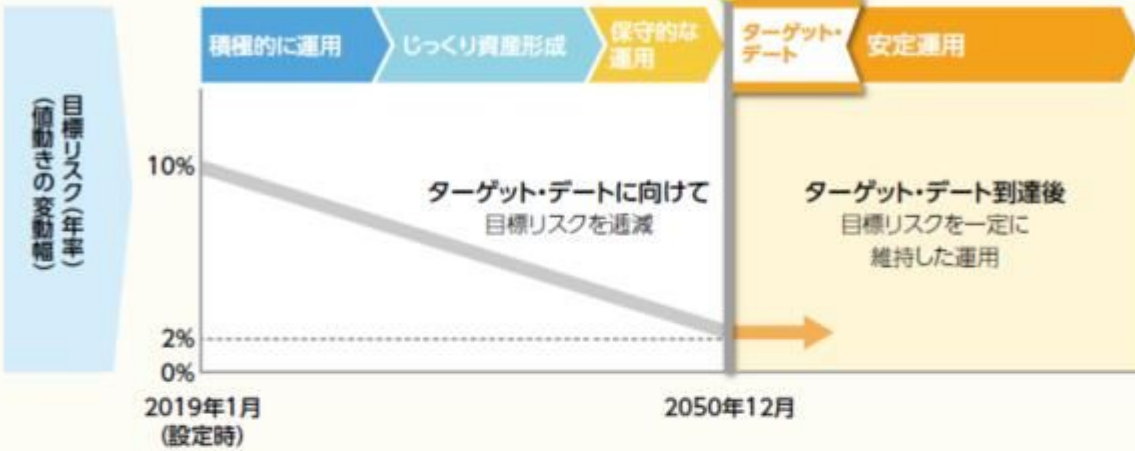 積極的に運用
じっくり資産形成
保守的な
運用
ターゲット・
デート
安定運用
目標リスク(年率)
(値動きの変動幅)
10%
ターゲット・デートに向けて
目標リスクを逓減
ターゲット・デート到達後
目標リスクを一定に
維持した運用
2%
0%
2019年1月
(設定時)
2050年12月